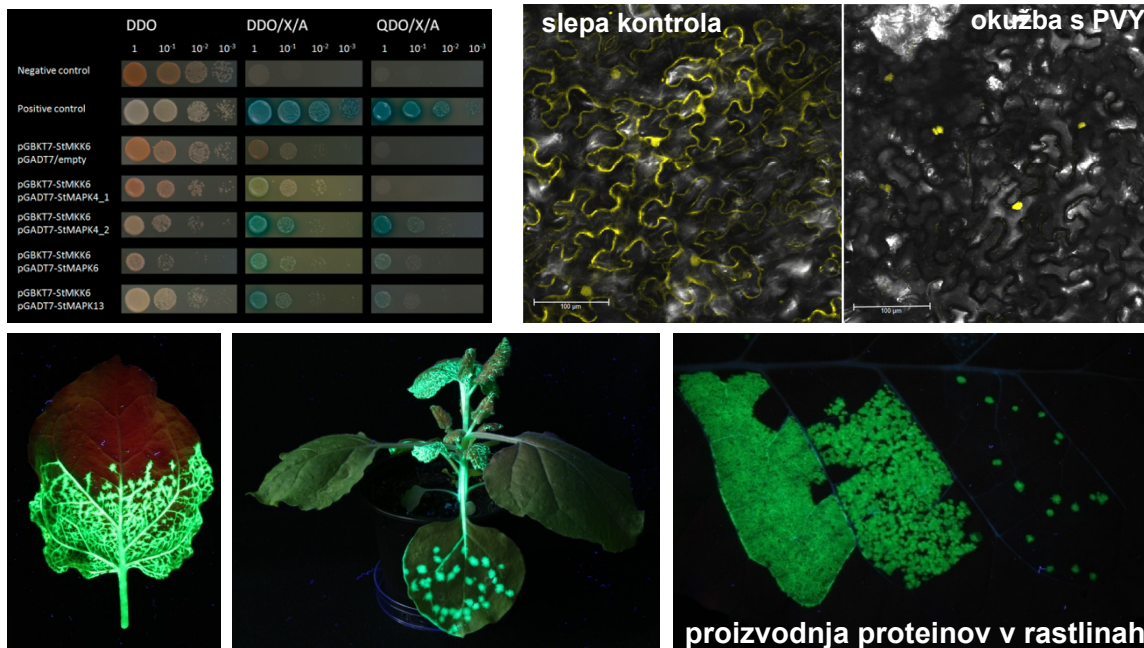 DDO DDO/X/A QDO/X/A
1 10-1 10-2 10-3 1 10-1 10-2 10-3 1 10-1 10-2 10-3
Negative control
Positive control
pGBKT7-StMKK6
pGADT7/empty
pGBKT7-StMKK6
pGADT7-StMAPK4_1
pGBKT7-StMKK6
pGADT7-StMAPK4_2
pGBKT7-StMKK6
pGADT7-StMAPK6
pGBKT7-StMKK6
pGADT7-StMAPK13
slepa kontrola
100 µm
okužba s PVY
100 µm
proizvodnja proteinov v rastlinah